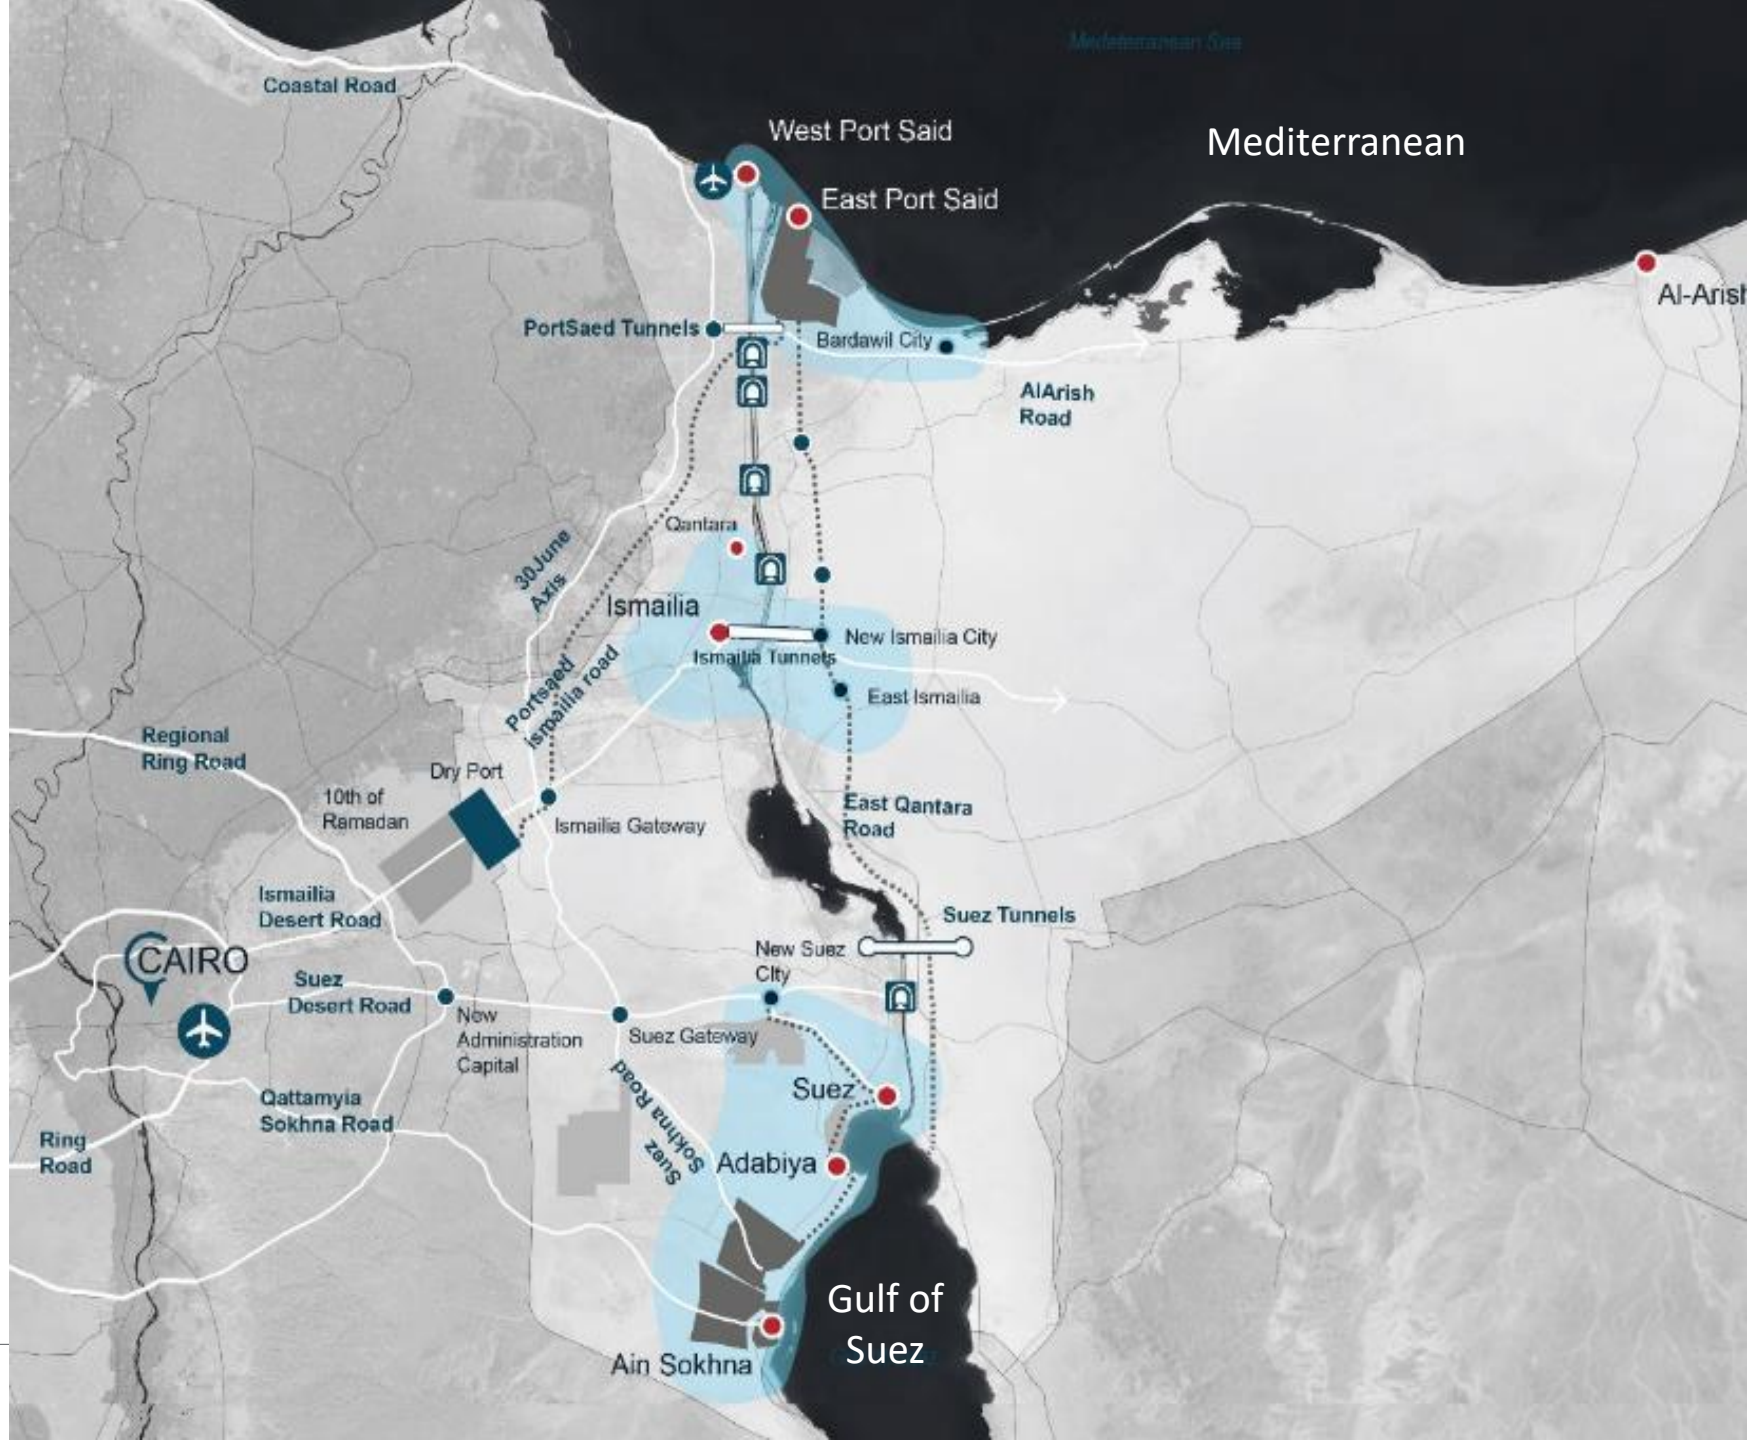 Medeterranean Sea
Coastal Road
West Port Said
Mediterranean
East Port Said
Al-Arish
PortSaed Tunnels
Bardawil City
AlArish
Road
Qantara
30June
Axis
Ismailia
New Ismailia City
Ismailia Tunnels
East Ismailia
Portsaed
ismailia road
Regional
Ring Road
Dry Port
10th of
Ramadan
Ismailia Gateway
East Qantara
Road
Ismailia
Desert Road
Suez Tunnels
CAIRO
New Suez
CIty
Suez
Desert Road
New
Administration
Capital
Suez Gateway
Suez
Qattamyia
Sokhna Road
Suez
Sokhna Road
Ring
Road
Adabiya
Gulf of
Suez
Ain Sokhna